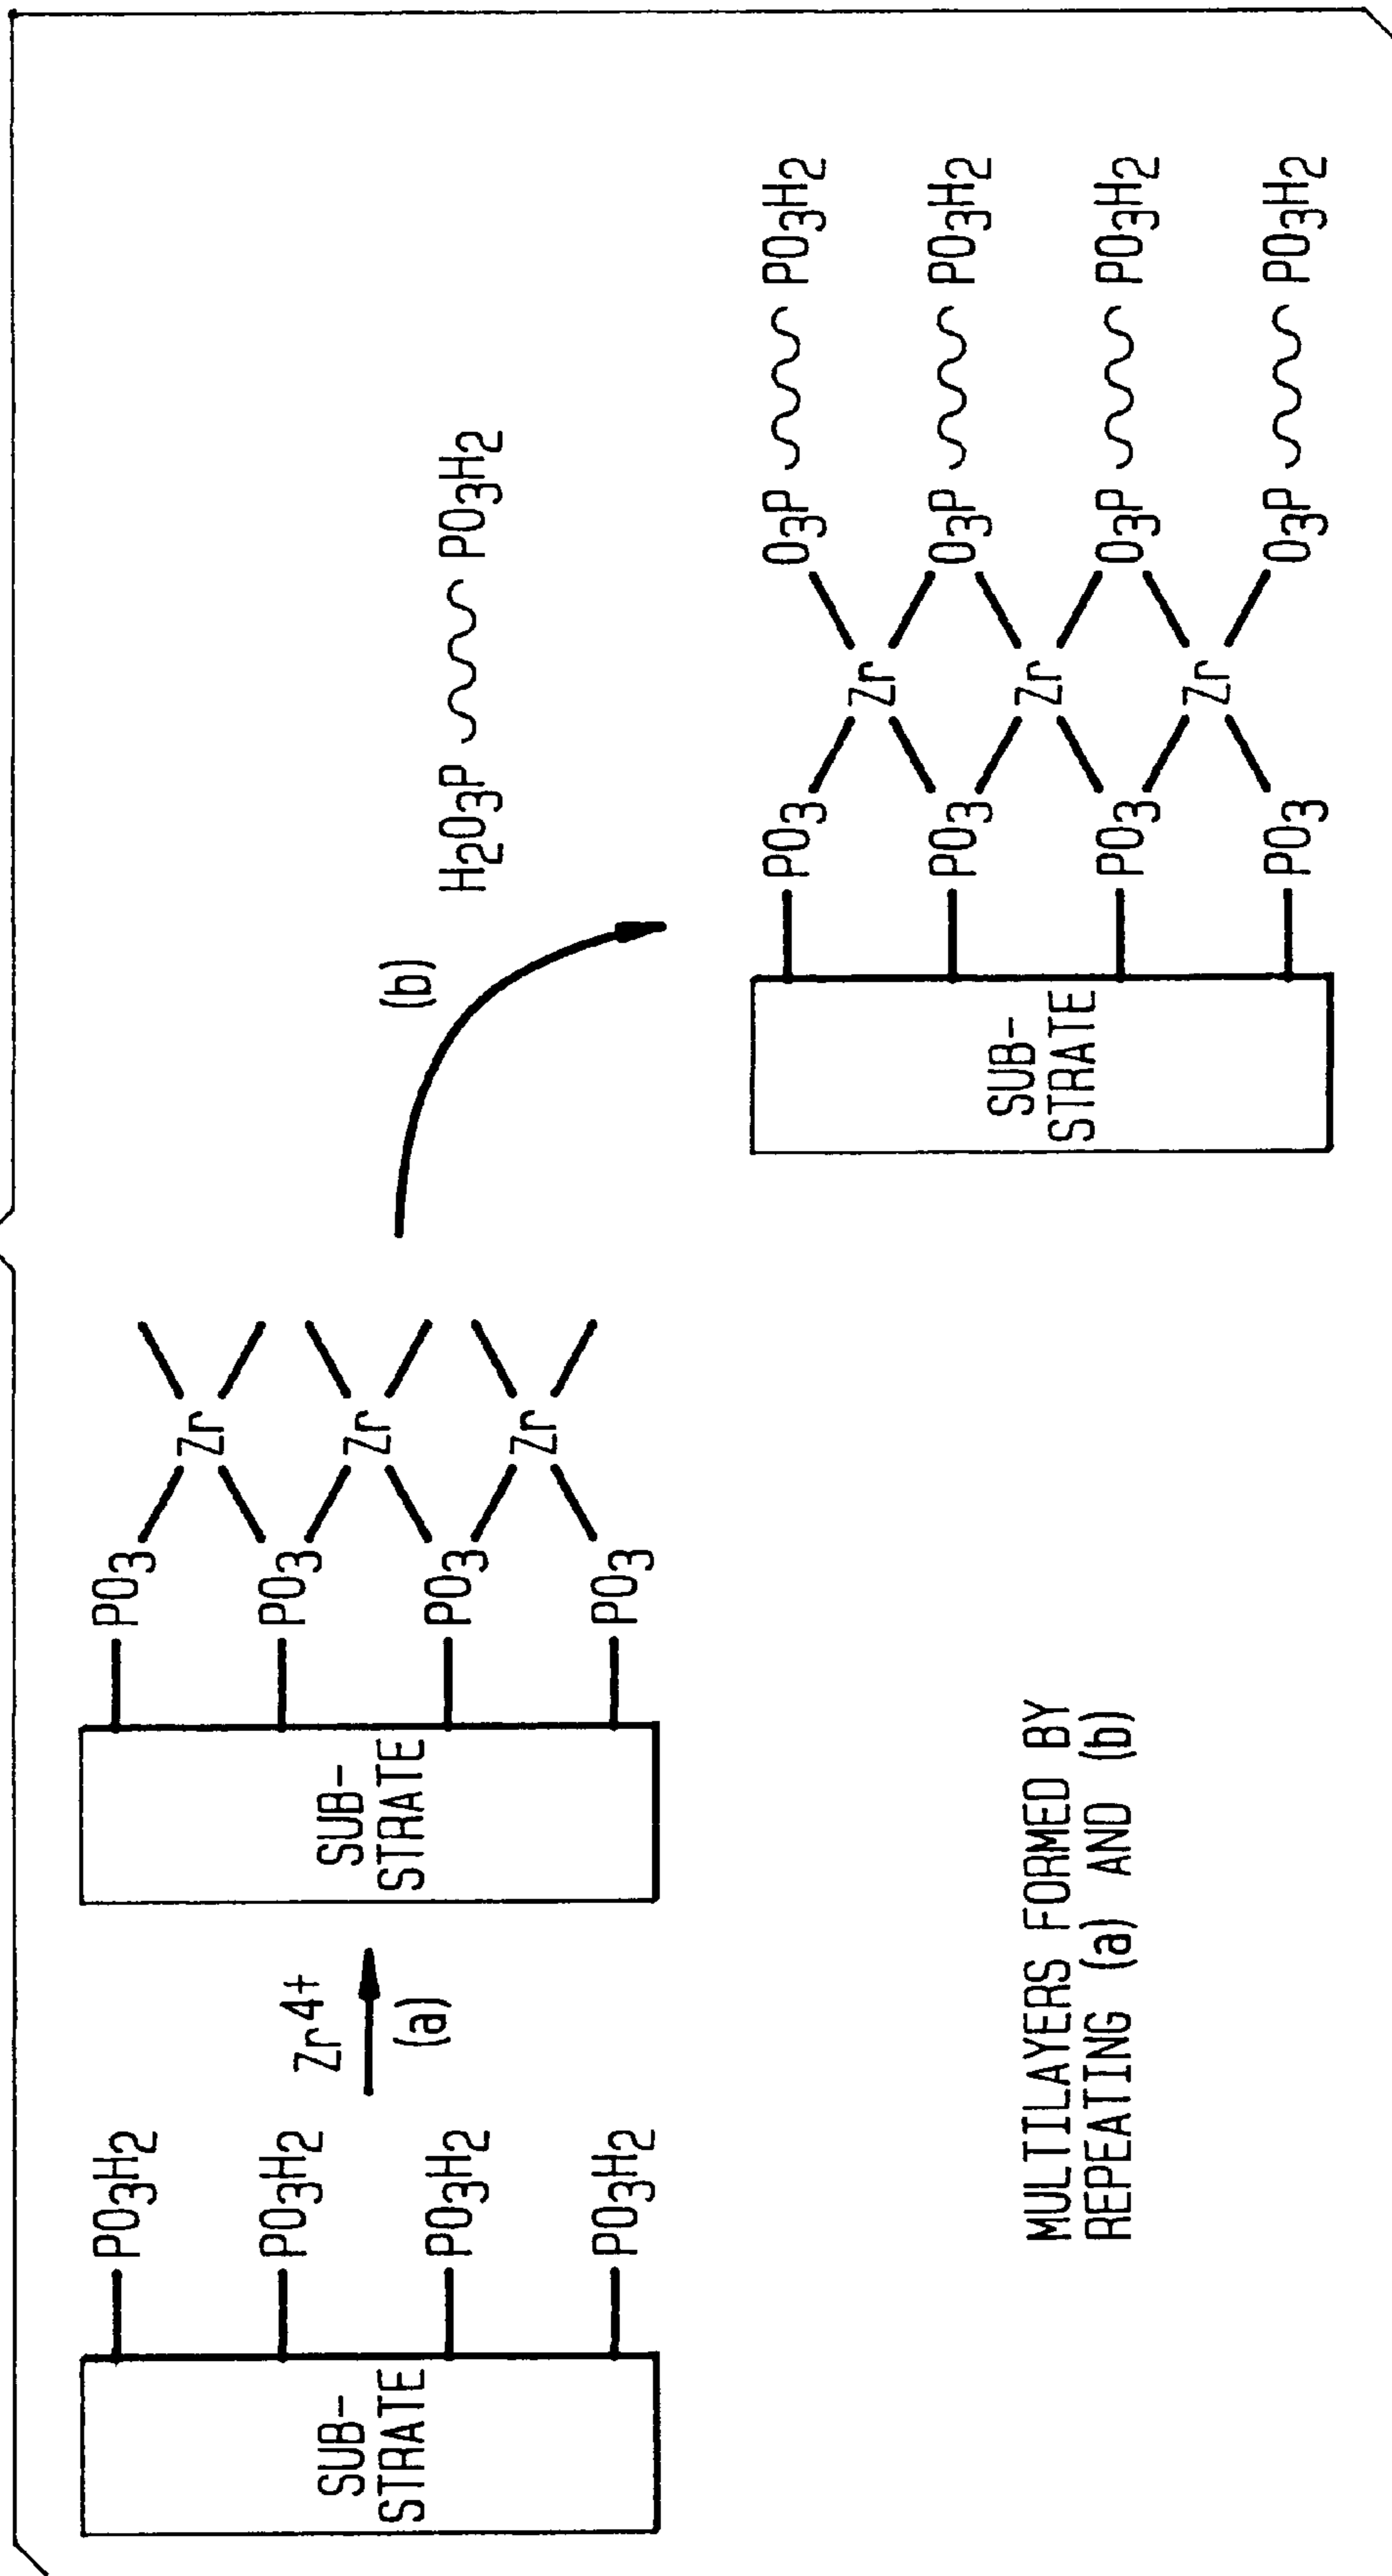 PO3H2
PO3H2
PO3H2
PO3H2
SUB-
STRATE
Zr4+
(a)
PO3
PO3
PO3
PO3
Zr
Zr
Zr
SUB-
STRATE
(b)
H2O3P PO3H2
PO3 O3P PO3H2
Zr
PO3 O3P PO3H2
Zr
PO3 O3P PO3H2
Zr
PO3 O3P PO3H2
SUB-
STRATE
MULTILAYERS FORMED BY
REPEATING (a) AND (b)